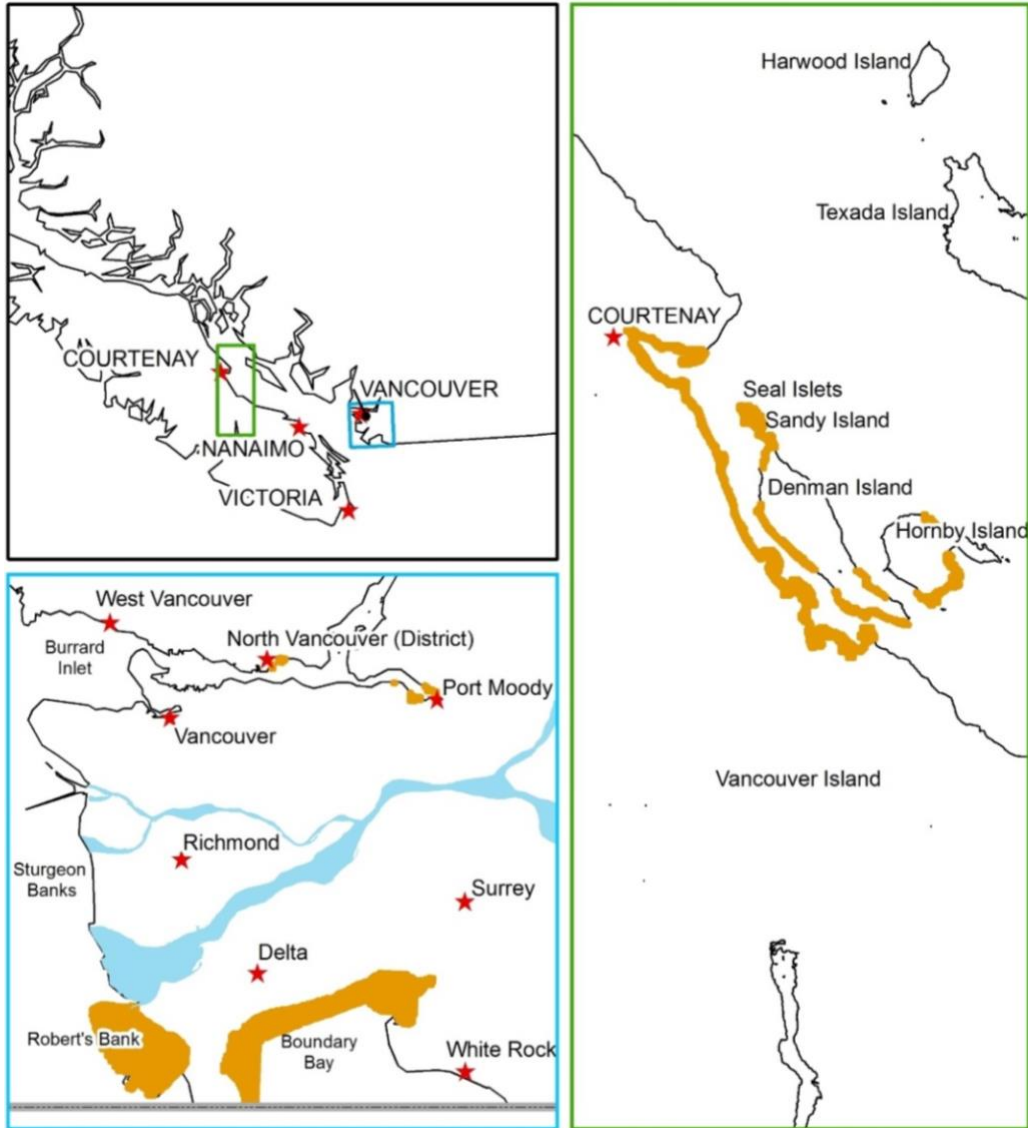 COURTENAY
VANCOUVER
NANAIMO
VICTORIA
West Vancouver
Burrard
Inlet
North Vancouver (District)
Port Moody
Vancouver
Richmond
Sturgeon
Banks
Surrey
Delta
Robert's Bank
Boundary
Bay
White Rock
Harwood Island
Texada Island
COURTENAY
Seal Islets
Sandy Island
Denman Island
Hornby Island
Vancouver Island